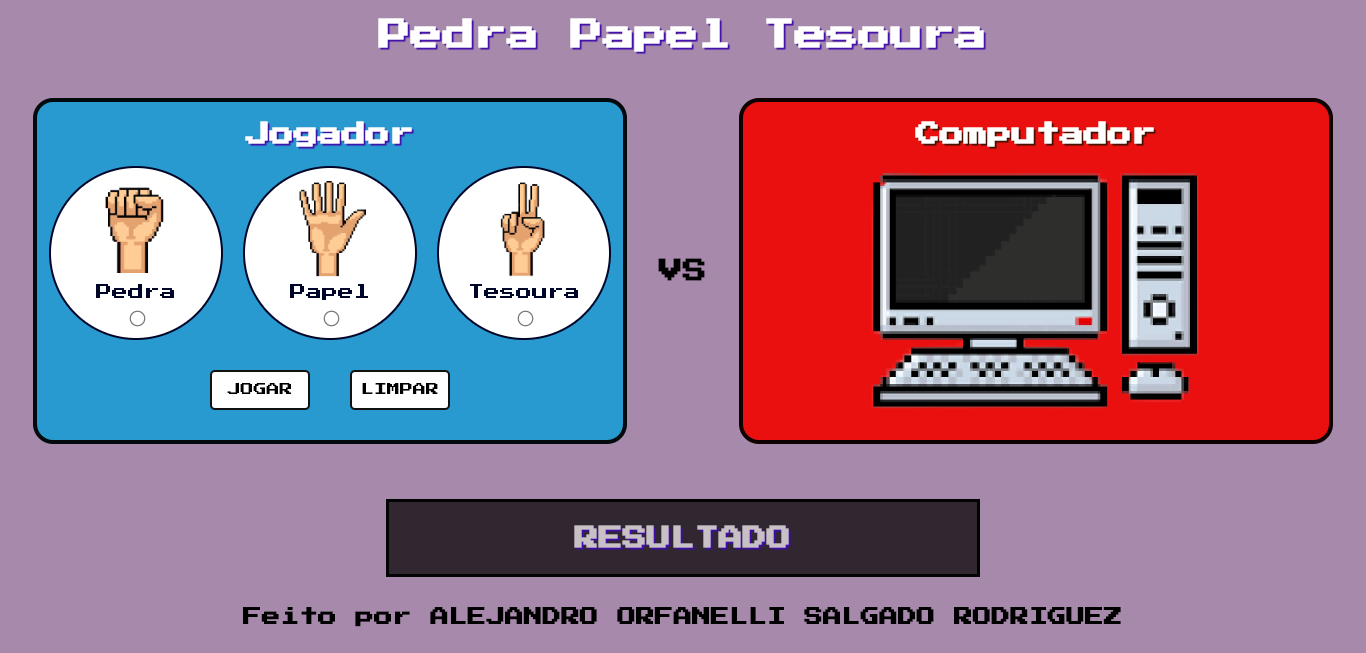 Pedra Papel Tesoura
Jogador
Computador
Pedra
Papel
Tesoura
VS
JOGAR
LIMPAR
RESULTADO
Feito por ALEJANDRO ORFANELLI SALGADO RODRIGUEZ